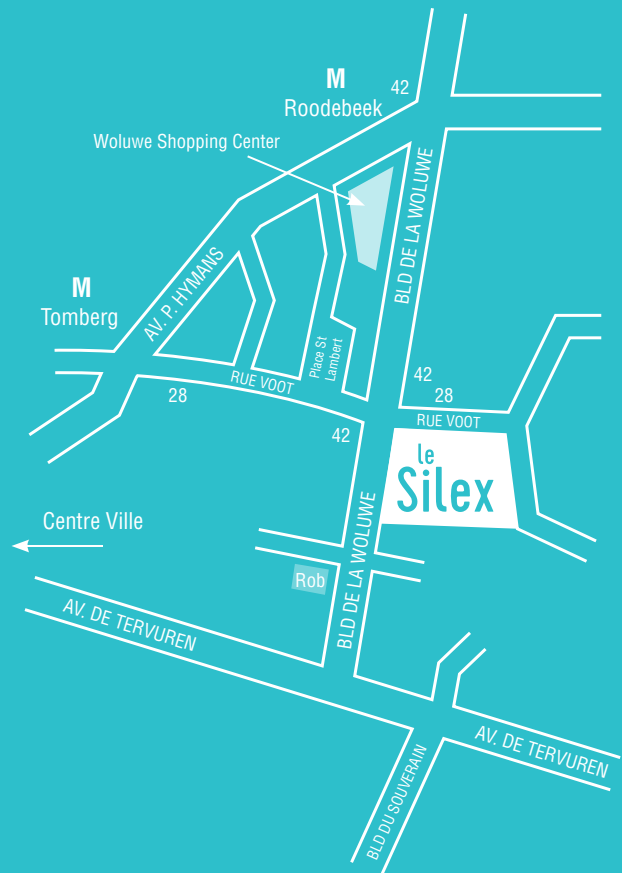 M
Roodebeek
42
Woluwe Shopping Center
BLD DE LA WOLUWE
AV. P. HYMANS
M
Tomberg
Place St
Lambert
RUE VOOT
28
42
28
RUE VOOT
42
le
Silex
Centre Ville
BLD DE LA WOLUWE
Rob
AV. DE TERVUREN
AV. DE TERVUREN
BLD DU SOUVERAIN